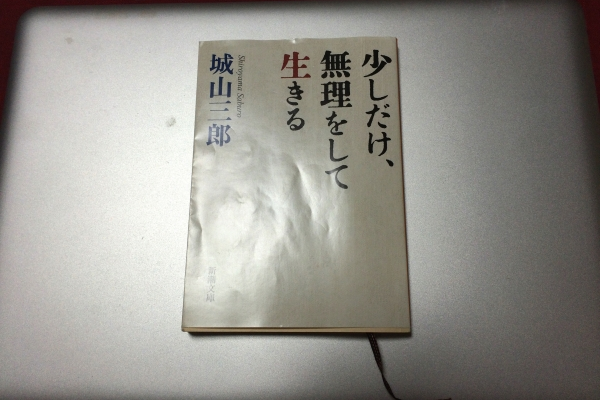 少しだけ、
無理をして
生きる
Shiroyama Saburo
城山三郎
新潮文庫